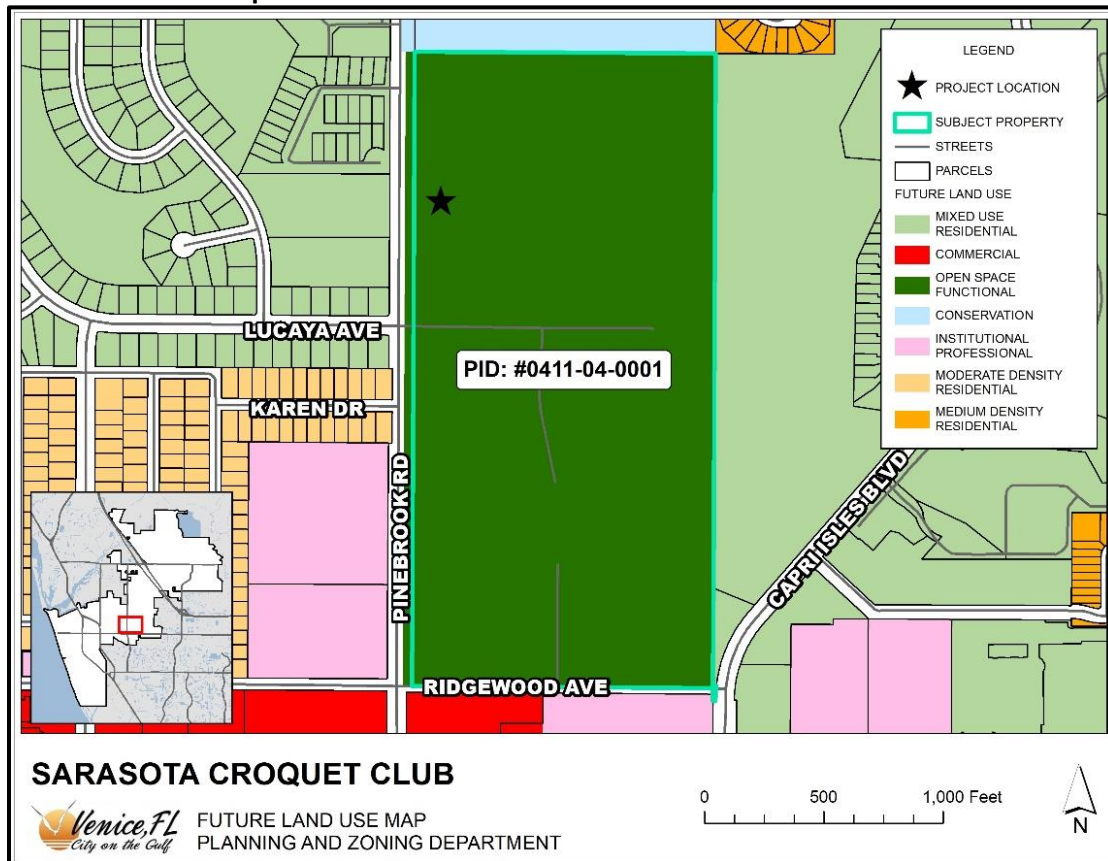 LEGEND
PROJECT LOCATION
SUBJECT PROPERTY
STREETS
PARCELS
FUTURE LAND USE
MIXED USE
RESIDENTIAL
COMMERCIAL
OPEN SPACE
FUNCTIONAL
CONSERVATION
INSTITUTIONAL
PROFESSIONAL
MODERATE DENSITY
RESIDENTIAL
MEDIUM DENSITY
RESIDENTIAL
LUCAYA AVE
PID: #0411-04-0001
KAREN DR
PINEBROOK RD
CAPRI ISLES BLVD
RIDGEWOOD AVE
SARASOTA CROQUET CLUB
Venice, FL
City on the Gulf
FUTURE LAND USE MAP
PLANNING AND ZONING DEPARTMENT
0 500 1,000 Feet
N